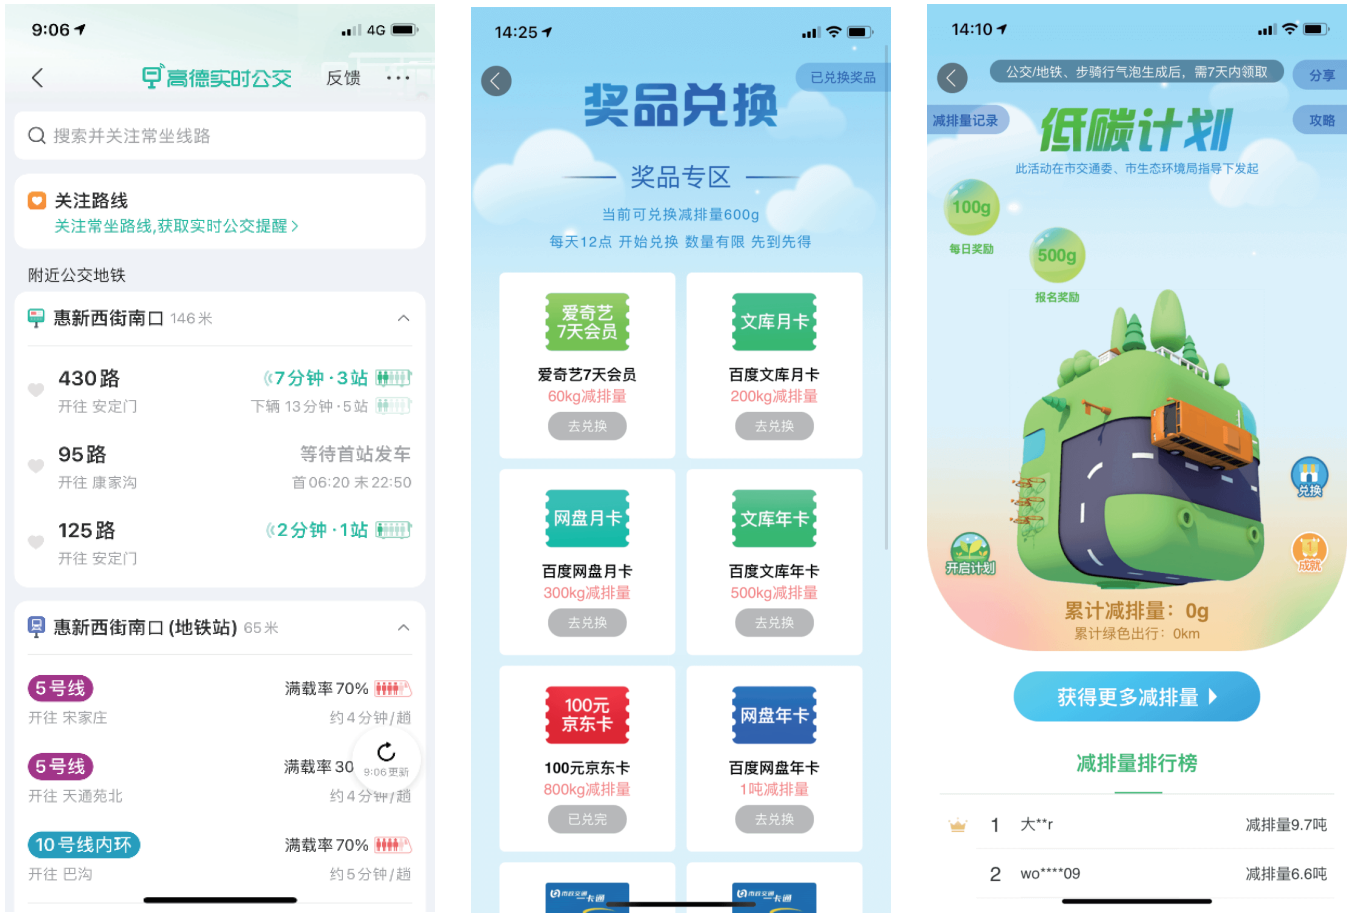 9:06
4G
高德实时公交
反馈
搜索并关注常坐线路
关注路线
关注常坐路线,获取实时公交提醒
附近公交地铁
惠新西街南口 146米
430路
7分钟·3站
开往 安定门
下辆 13分钟·5站
95路
等待首站发车
开往 康家沟
首06:20 末22:50
125路
2分钟·1站
开往 安定门
惠新西街南口 (地铁站) 65米
5号线
满载率70%
开往 宋家庄
约4分钟/趟
5号线
满载率30
9:06更新
开往 天通苑北
约4分钟/趟
10号线内环
满载率70%
开往 巴沟
约5分钟/趟
14:25
已兑换奖品
奖品兑换
奖品专区
当前可兑换减排量600g
每天12点 开始兑换 数量有限 先到先得
爱奇艺
7天会员
爱奇艺7天会员
60kg减排量
去兑换
文库月卡
百度文库月卡
200kg减排量
去兑换
网盘月卡
百度网盘月卡
300kg减排量
去兑换
文库年卡
百度文库年卡
500kg减排量
去兑换
100元
京东卡
100元京东卡
800kg减排量
已兑完
网盘年卡
百度网盘年卡
1吨减排量
去兑换
市政交通
一卡通
市政交通
一卡通
14:10
公交/地铁、步骑行气泡生成后，需7天内领取
分享
减排量记录
低碳计划
攻略
此活动在市交通委、市生态环境局指导下发起
100g
每日奖励
500g
报名奖励
兑换
开启计划
成就
累计减排量：0g
累计绿色出行：0km
获得更多减排量
减排量排行榜
1 大**r 减排量9.7吨
2 wo****09 减排量6.6吨